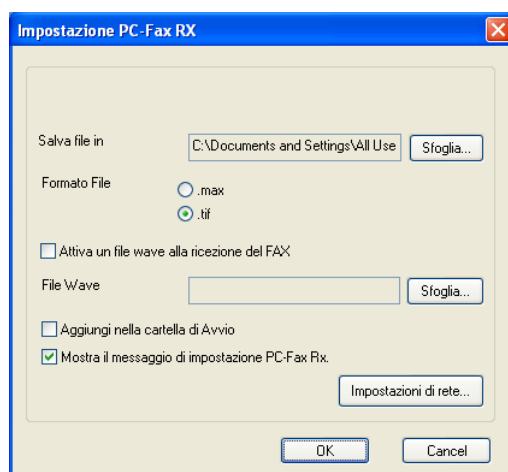 Impostazione PC-Fax RX
Salva file in
C:\Documents and Settings\All Use
Sfoglia...
Formato File
.max
.tif
Attiva un file wave alla ricezione del FAX
File Wave
Sfoglia...
Aggiungi nella cartella di Avvio
Mostra il messaggio di impostazione PC-Fax Rx.
Impostazioni di rete...
OK
Cancel